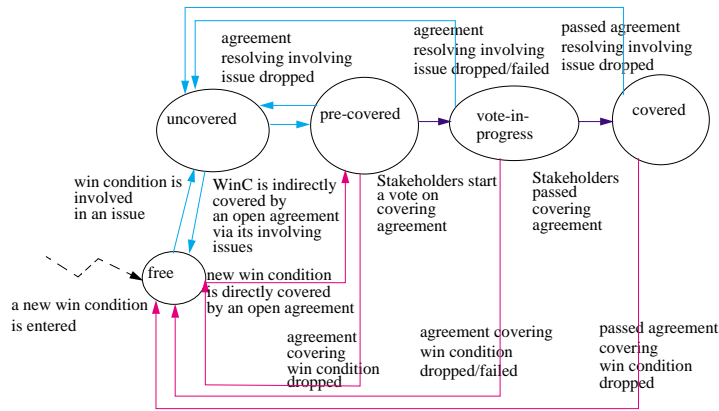 agreement
resolving involving
issue dropped
agreement
resolving involving
issue dropped/failed
passed agreement
resolving involving
issue dropped
uncovered
pre-covered
vote-in-
progress
covered
win condition is
involved
in an issue
WinC is indirectly
covered by
an open agreement
via its involving
issues
Stakeholders start
a vote on
covering
agreement
Stakeholders
passed
covering
agreement
free
new win condition
is directly covered
by an open agreement
a new win condition
is entered
agreement
covering
win condition
dropped
agreement covering
win condition
dropped/failed
passed agreement
covering
win condition
dropped